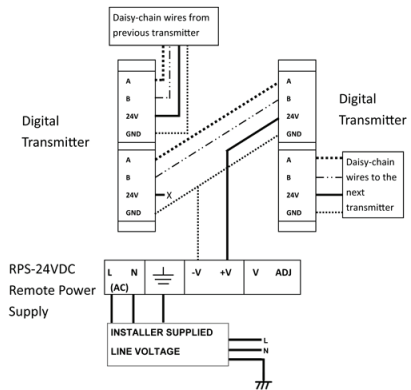 Daisy-chain wires from
previous transmitter
A
B
24V
GND
A
B
24V
X
GND
Digital
Transmitter
A
B
24V
GND
A
B
24V
GND
Digital
Transmitter
Daisy-chain
wires to the
next
transmitter
RPS-24VDC
Remote Power
Supply
L N -V +V V ADJ
(AC)
INSTALLER SUPPLIED
LINE VOLTAGE
L
N